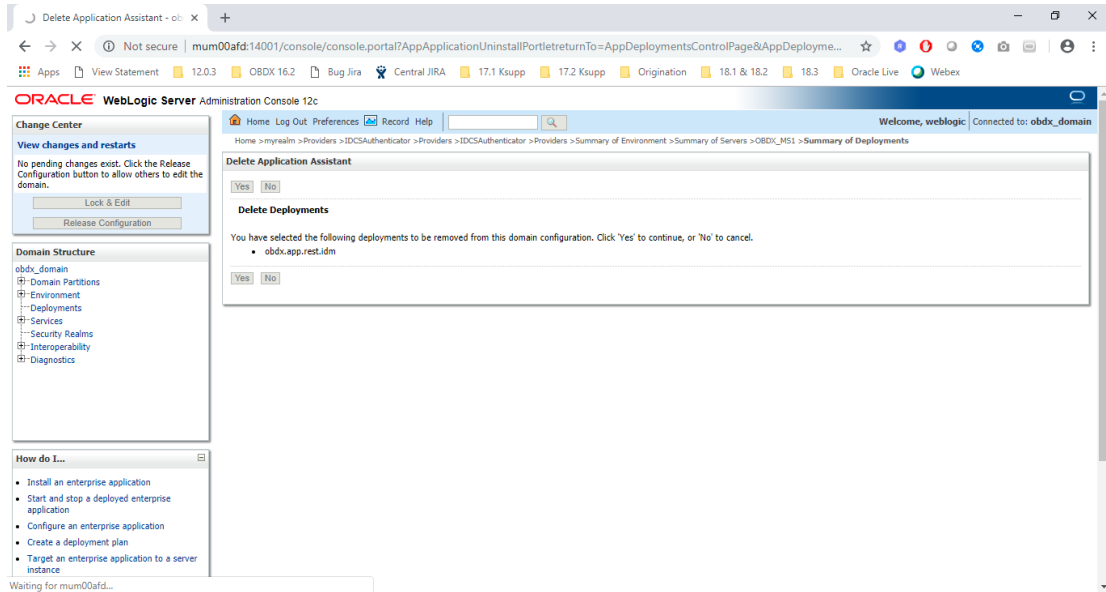 Delete Application Assistant - ob
Not secure | mum00afd:14001/console/console.portal?AppApplicationUninstallPortletreturnTo=AppDeploymentsControlPage&AppDeployme...
Apps View Statement 12.0.3 OBDX 16.2 Bug Jira Central JIRA 17.1 Ksupp 17.2 Ksupp Origination 18.1 & 18.2 18.3 Oracle Live Webex
ORACLE WebLogic Server Administration Console 12c
Change Center
View changes and restarts
No pending changes exist. Click the Release
Configuration button to allow others to edit the
domain.
Lock & Edit
Release Configuration
Domain Structure
obdx_domain
Domain Partitions
Environment
Deployments
Services
Security Realms
Interoperability
Diagnostics
How do I...
Install an enterprise application
Start and stop a deployed enterprise
application
Configure an enterprise application
Create a deployment plan
Target an enterprise application to a server
instance
Waiting for mum00afd...
Home Log Out Preferences Record Help
Welcome, weblogic Connected to: obdx_domain
Home >myrealm >Providers >IDCSAuthenticator >Providers >IDCSAuthenticator >Providers >Summary of Environment >Summary of Servers >OBDX_MS1 >Summary of Deployments
Delete Application Assistant
Yes No
Delete Deployments
You have selected the following deployments to be removed from this domain configuration. Click 'Yes' to continue, or 'No' to cancel.
obdx.app.rest.idm
Yes No